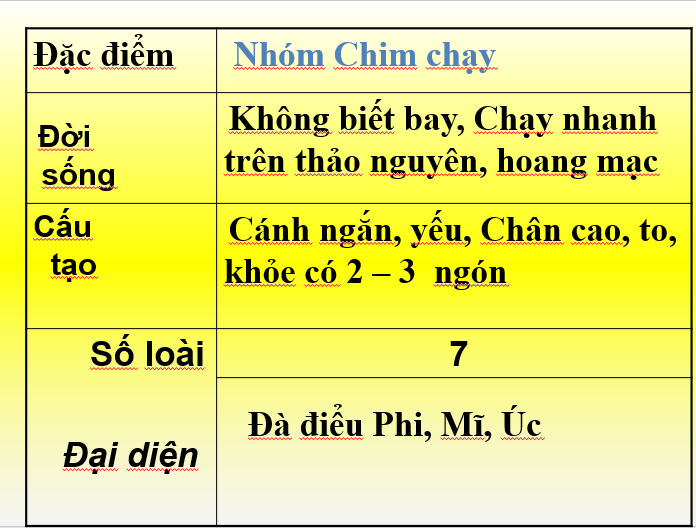 Đặc điểm
Nhóm Chim chạy
Đời
sống
Không biết bay, Chạy nhanh
trên thảo nguyên, hoang mạc
Cấu
tạo
Cánh ngắn, yếu, Chân cao, to,
khỏe có 2 – 3 ngón
Số loài
7
Đại diện
Đà điểu Phi, Mĩ, Úc